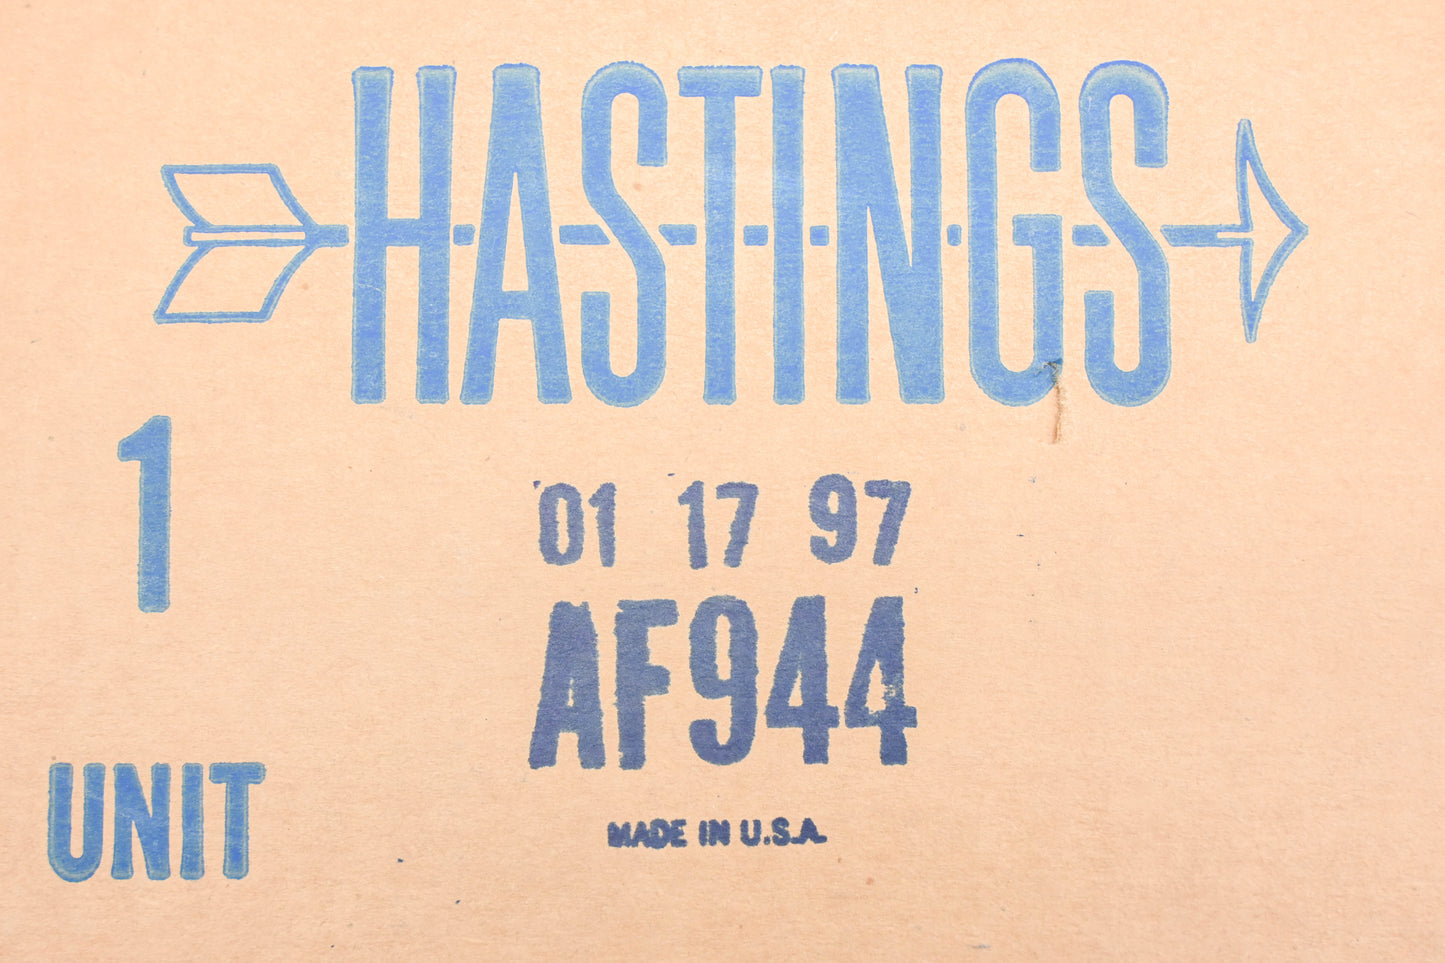 HASTINGS
1
UNIT
01 17 97
AF944
MADE IN U.S.A.